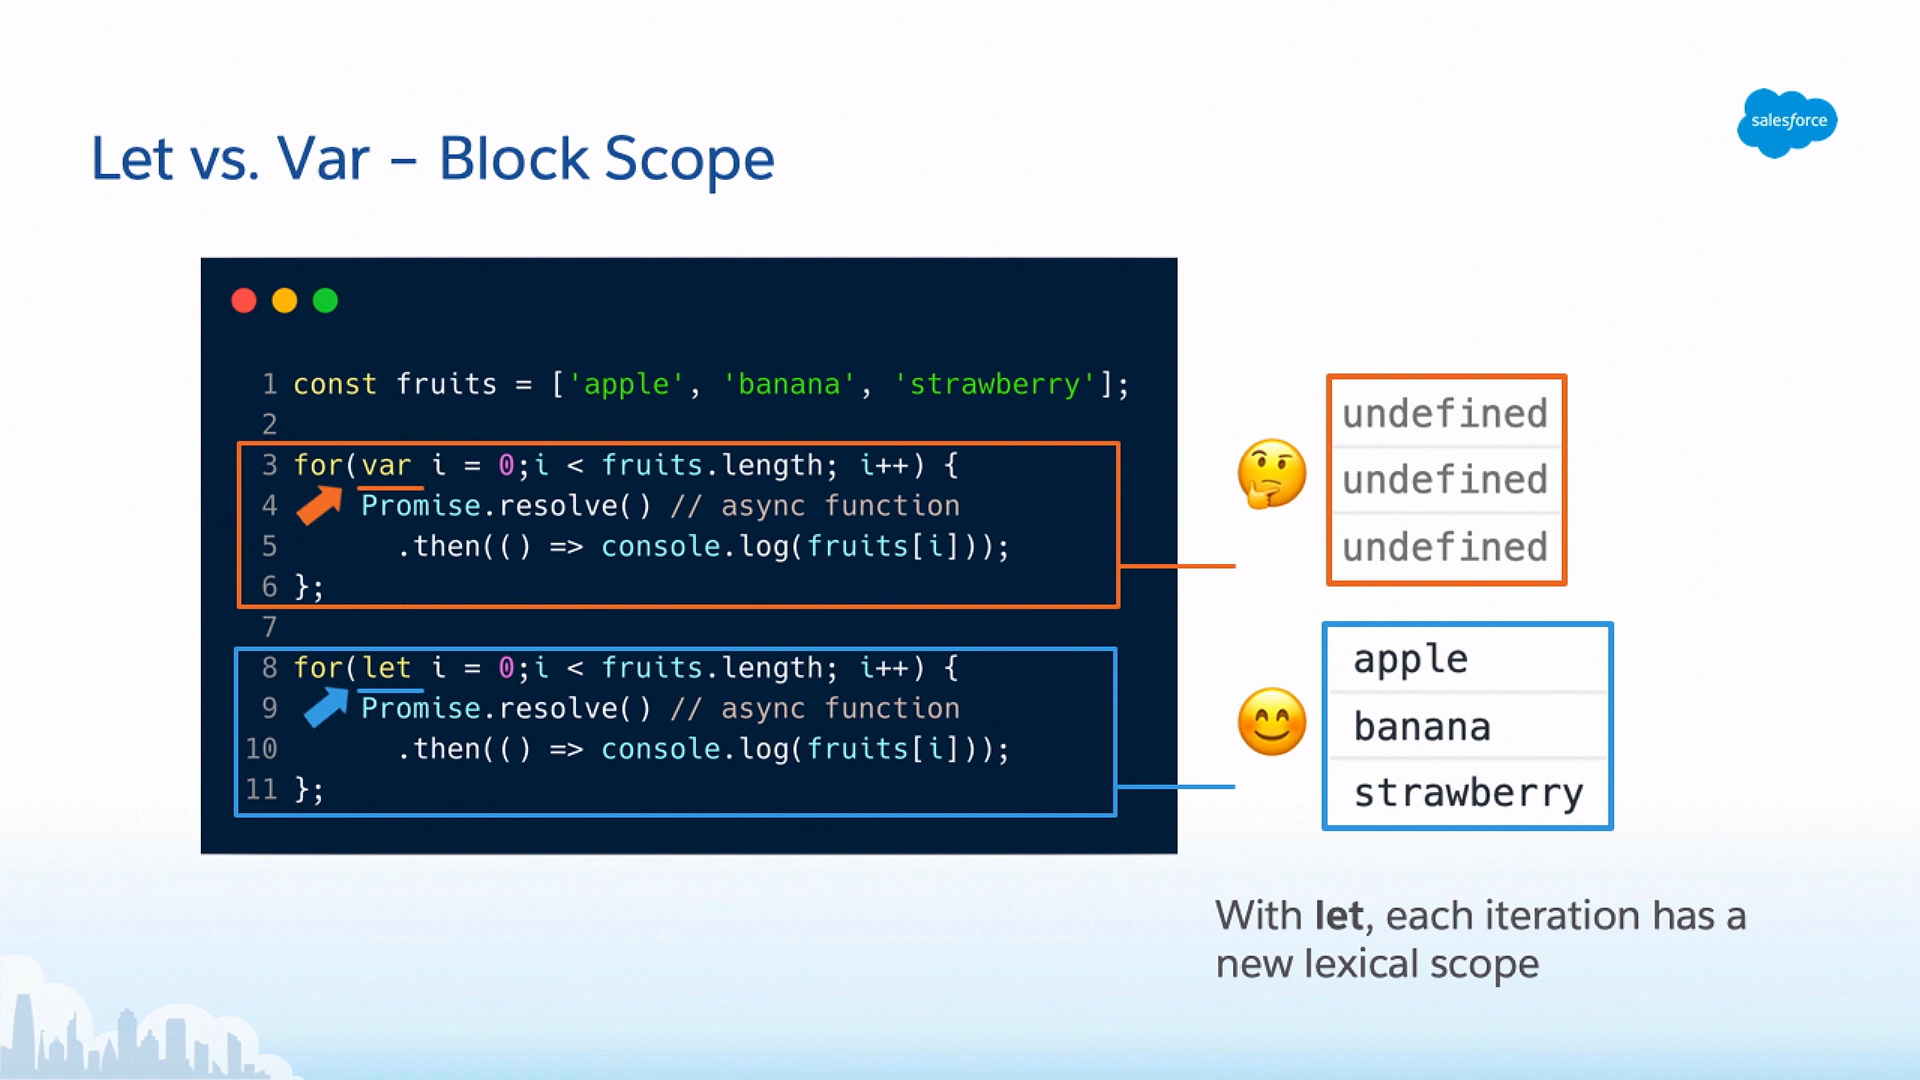 salesforce
Let vs. Var – Block Scope
1 const fruits = ['apple', 'banana', 'strawberry'];
2
3 for(var i = 0;i < fruits.length; i++) {
4 Promise.resolve() // async function
5 .then(() => console.log(fruits[i]));
6 };
7
8 for(let i = 0;i < fruits.length; i++) {
9 Promise.resolve() // async function
10 .then(() => console.log(fruits[i]));
11 };
undefined
undefined
undefined
apple
banana
strawberry
With let, each iteration has a
new lexical scope